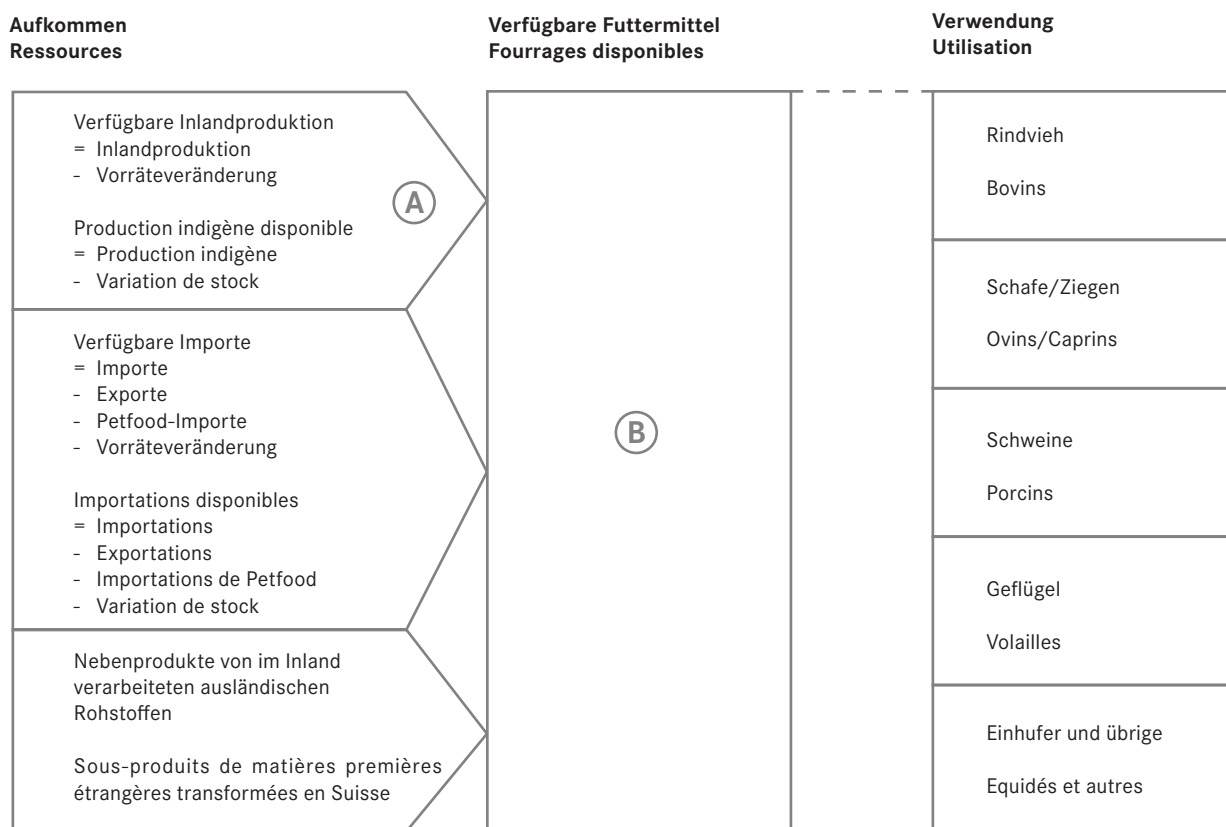 Aufkommen
Ressources
Verfügbare Inlandproduktion
= Inlandproduktion
- Vorräteveränderung
Production indigène disponible
= Production indigène
- Variation de stock
A
Verfügbare Importe
= Importe
- Exporte
- Petfood-Importe
- Vorräteveränderung
Importations disponibles
= Importations
- Exportations
- Importations de Petfood
- Variation de stock
Nebenprodukte von im Inland
verarbeiteten ausländischen
Rohstoffen
Sous-produits de matières premières
étrangères transformées en Suisse
Verfügbare Futtermittel
Fourrages disponibles
B
Verwendung
Utilisation
Rindvieh
Bovins
Schafe/Ziegen
Ovins/Caprins
Schweine
Porcins
Geflügel
Volailles
Einhufer und übrige
Equidés et autres